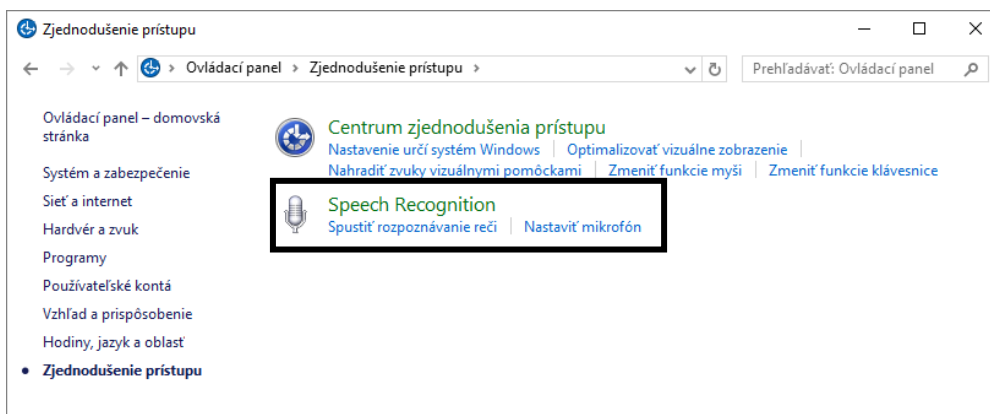 Zjednodušenie prístupu
Ovládací panel › Zjednodušenie prístupu ›
Prehľadávať: Ovládací panel
Ovládací panel – domovská
stránka
Systém a zabezpečenie
Sieť a internet
Hardvér a zvuk
Programy
Používateľské kontá
Vzhľad a prispôsobenie
Hodiny, jazyk a oblasť
Zjednodušenie prístupu
Centrum zjednodušenia prístupu
Nastavenie určí systém Windows | Optimalizovať vizuálne zobrazenie |
Nahradiť zvuky vizuálnymi pomôckami | Zmeniť funkcie myši | Zmeniť funkcie klávesnice
Speech Recognition
Spustiť rozpoznávanie reči | Nastaviť mikrofón